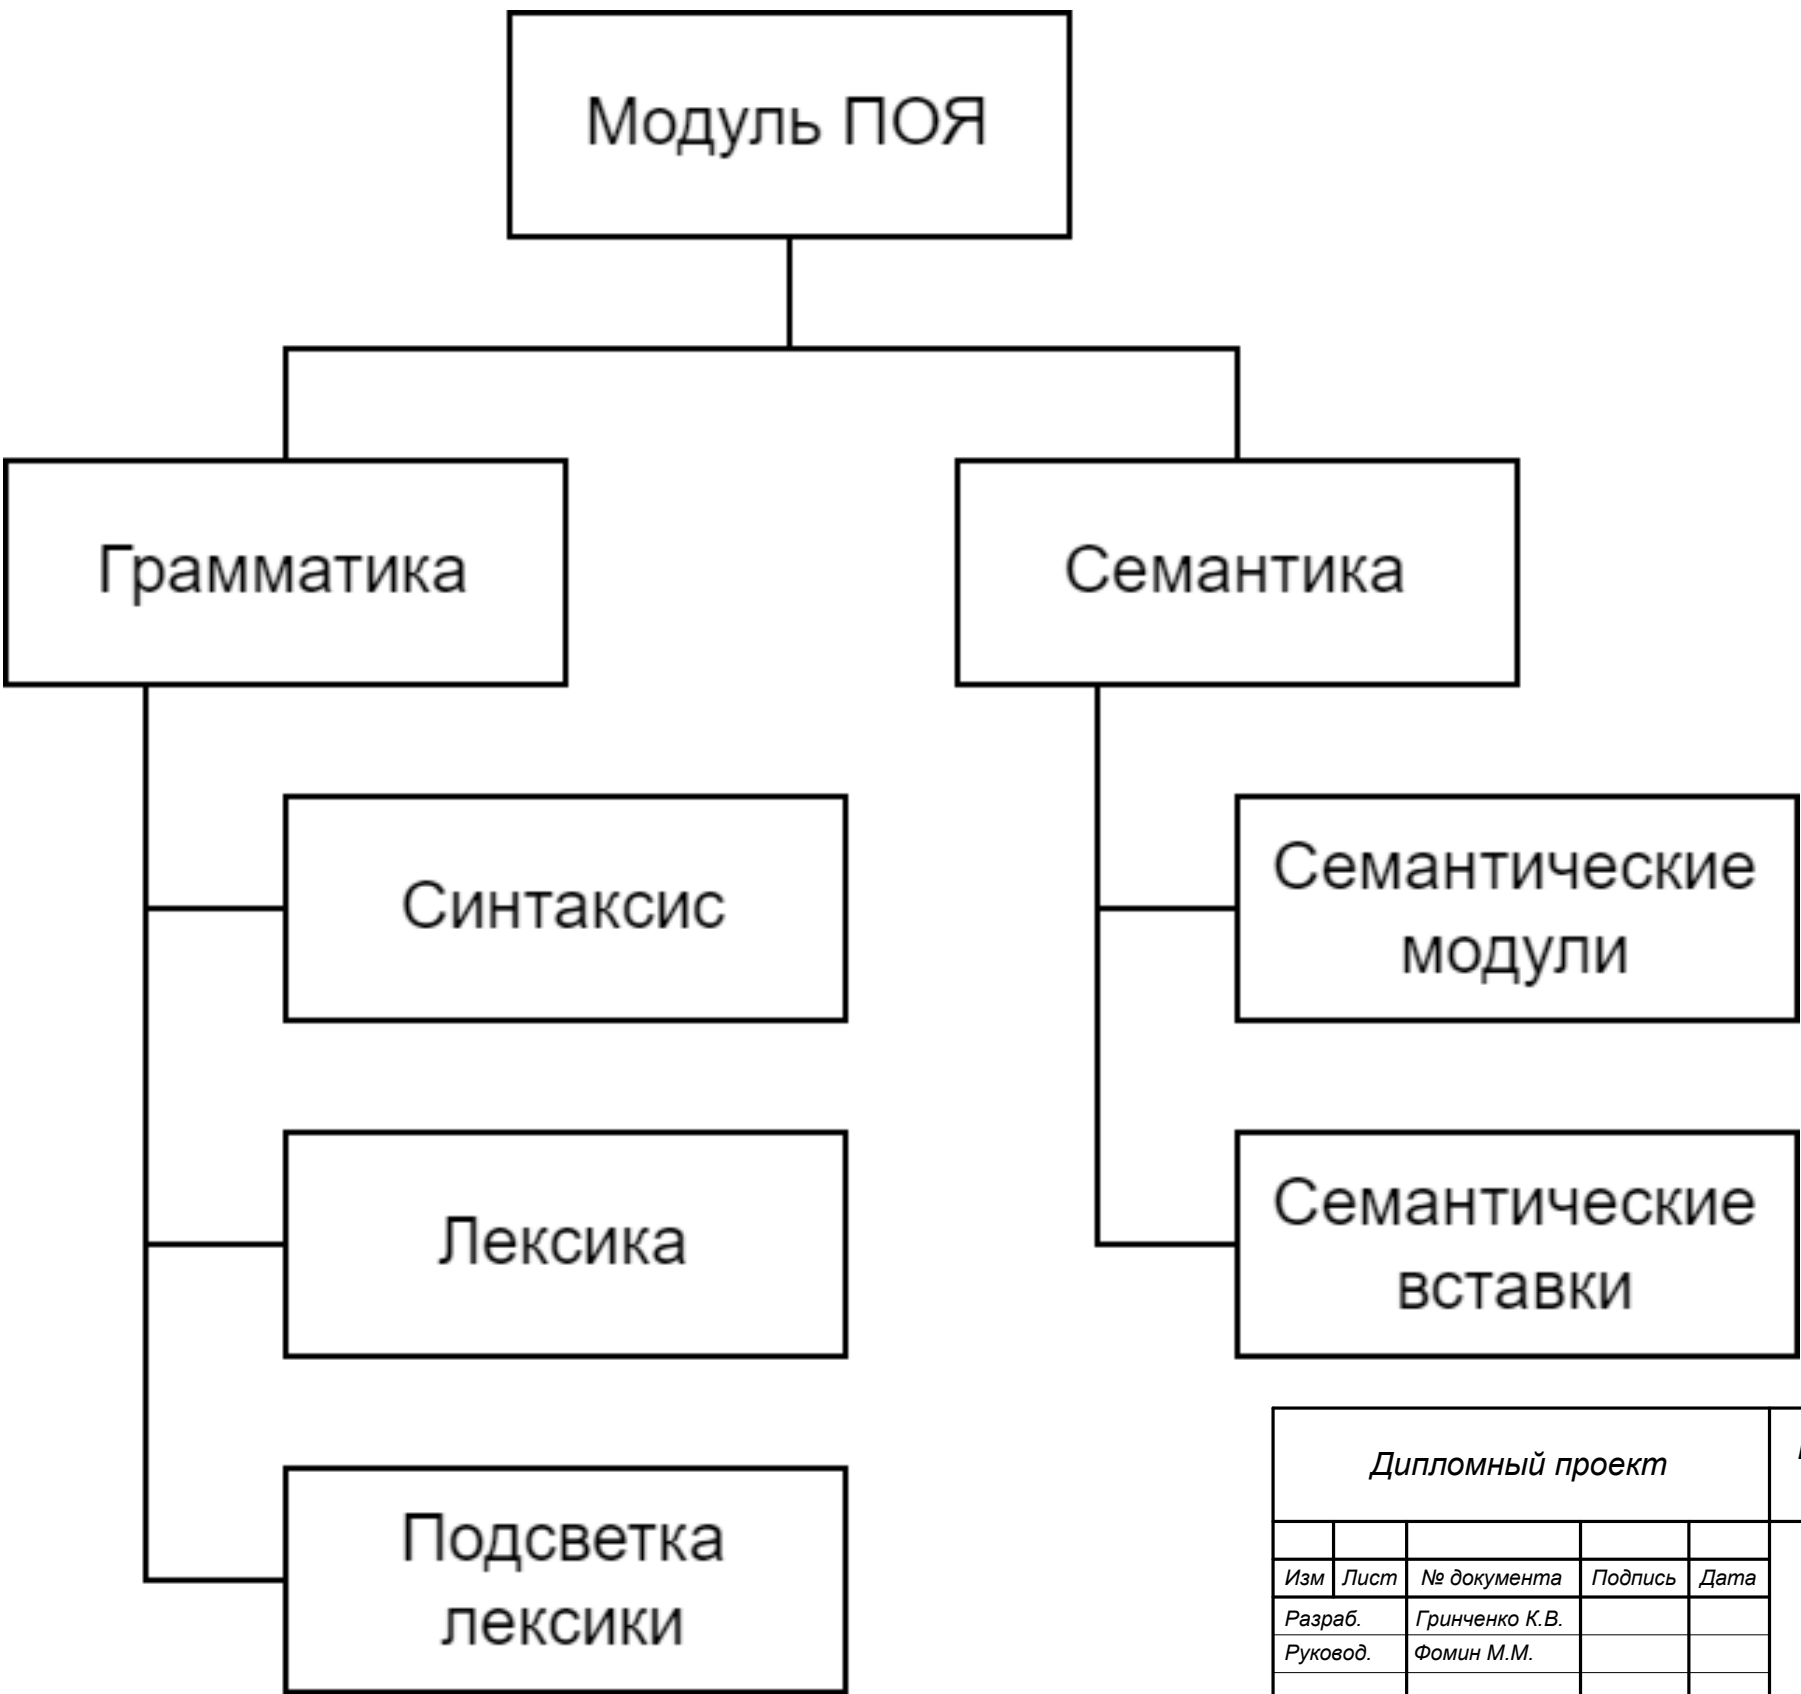 Модуль ПОЯ
Грамматика
Семантика
Синтаксис
Семантические
модули
Лексика
Семантические
вставки
Подсветка
лексики
Дипломный проект
Изм Лист № документа Подпись Дата
Разраб. Гринченко К.В.
Руковод. Фомин М.М.